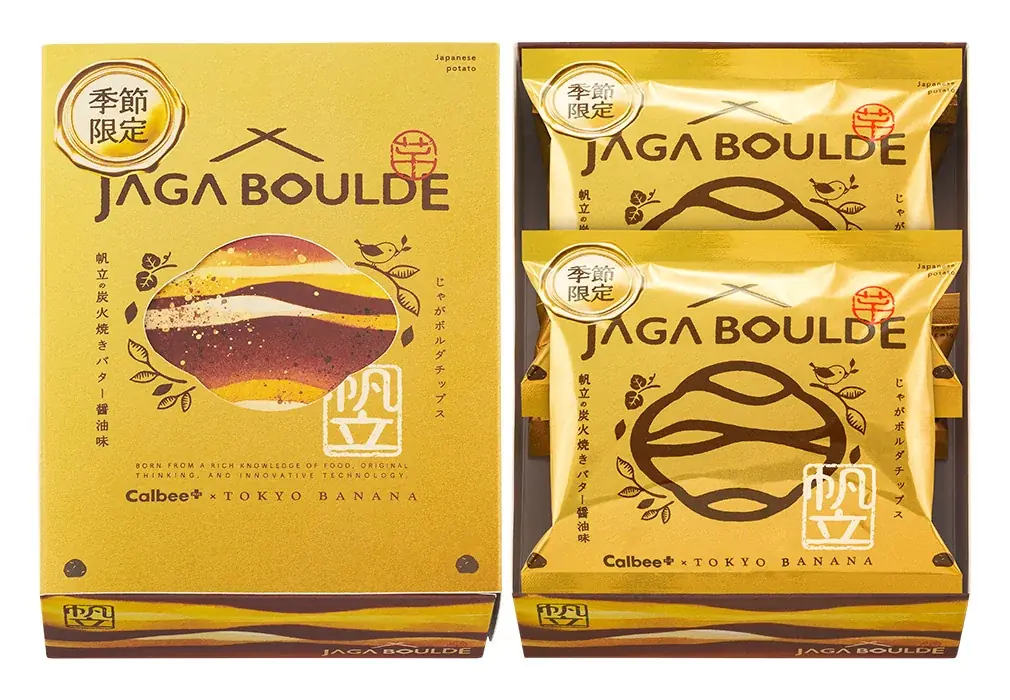 季節
限定
Japanese
potato
芋
JAGA BOULDE
帆立の炭火焼きバター醤油味
じゃがボルダチップス
帆立
BORN FROM A RICH KNOWLEDGE OF FOOD, ORIGINAL
THINKING, AND INNOVATIVE TECHNOLOGY.
Calbee+ × TOKYO BANANA
帆立
JAGA BOULDE
季節
限定
Japanese
potato
芋
JAGA BOULDE
季節
限定
Japanese
potato
芋
JAGA BOULDE
帆立の炭火焼きバター醤油味
じゃがボルダチップス
帆立
Calbee+ × TOKYO BANANA
帆立
JAGA BOULDE